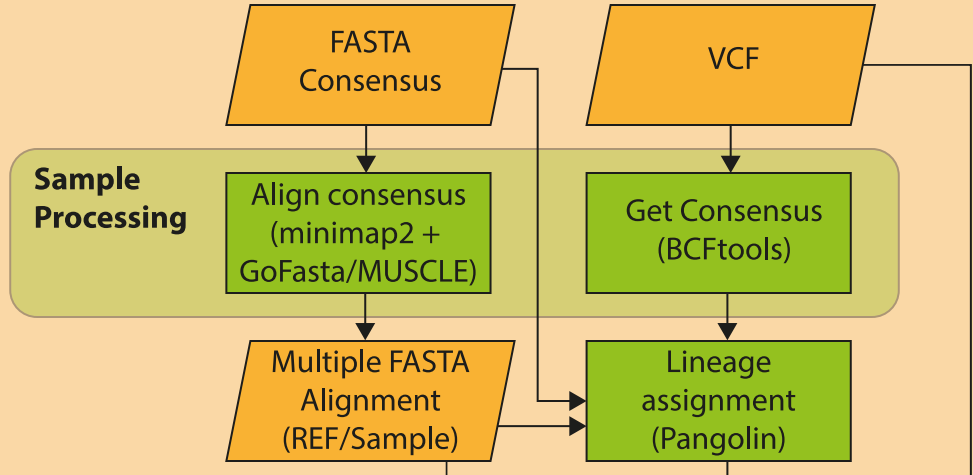 FASTA
Consensus
VCF
Sample
Processing
Align consensus
(minimap2 +
GoFasta/MUSCLE)
Get Consensus
(BCFtools)
Multiple FASTA
Alignment
(REF/Sample)
Lineage
assignment
(Pangolin)